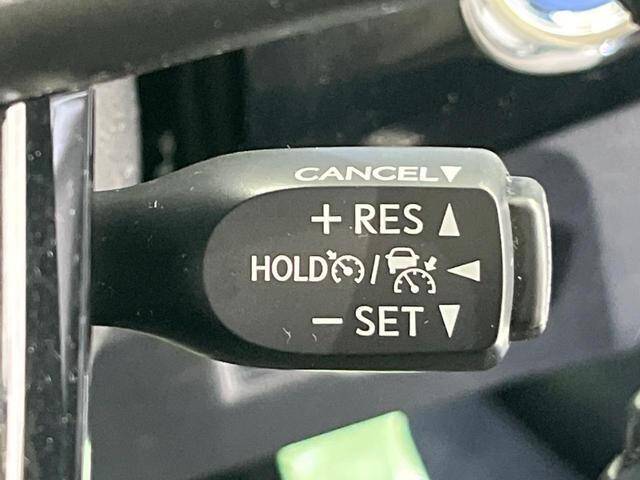 CANCEL▼
+ RES ▲
HOLD / ◀
− SET ▼